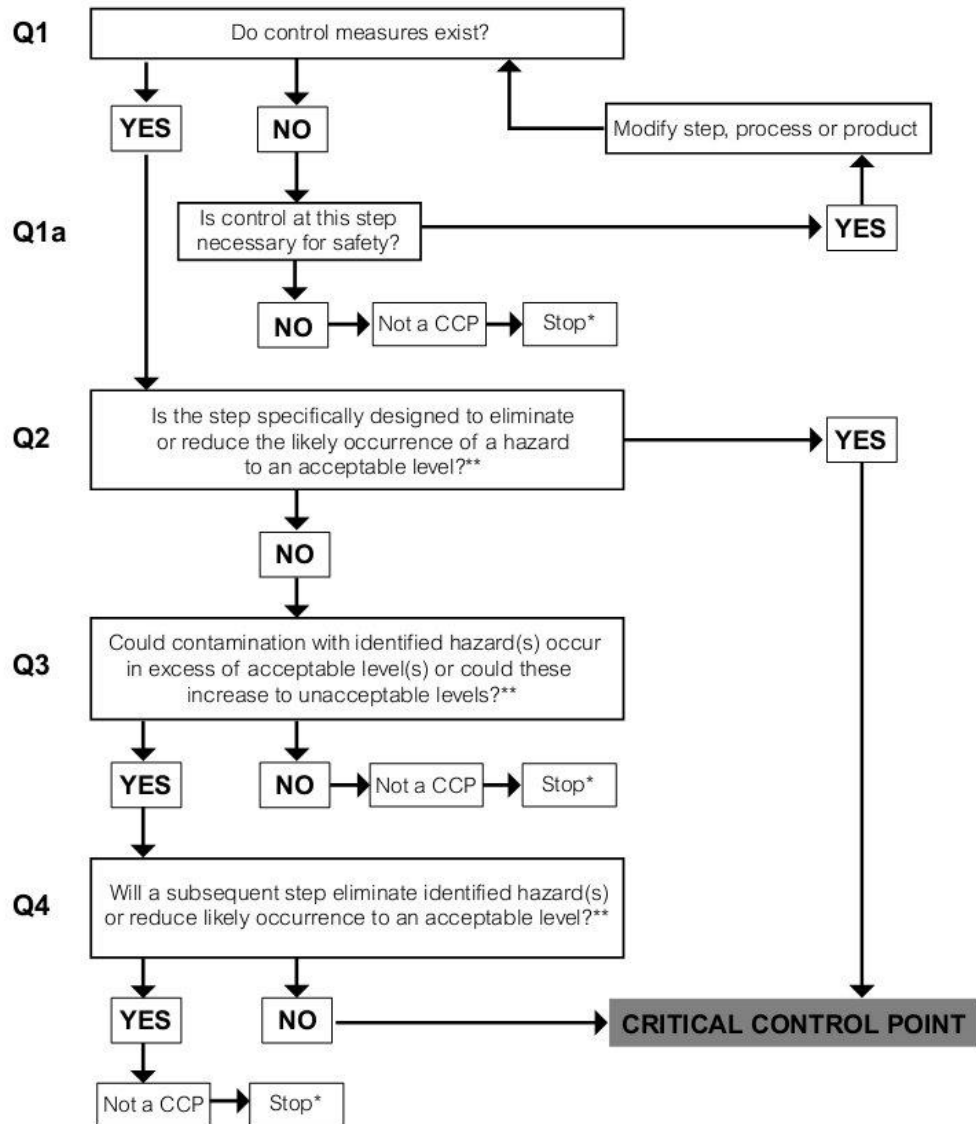 Q1
Do control measures exist?
YES
NO
Modify step, process or product
Q1a
Is control at this step
necessary for safety?
YES
NO
Not a CCP
Stop*
Q2
Is the step specifically designed to eliminate
or reduce the likely occurrence of a hazard
to an acceptable level?**
YES
NO
Q3
Could contamination with identified hazard(s) occur
in excess of acceptable level(s) or could these
increase to unacceptable levels?**
YES
NO
Not a CCP
Stop*
Q4
Will a subsequent step eliminate identified hazard(s)
or reduce likely occurrence to an acceptable level?**
YES
NO
CRITICAL CONTROL POINT
Not a CCP
Stop*